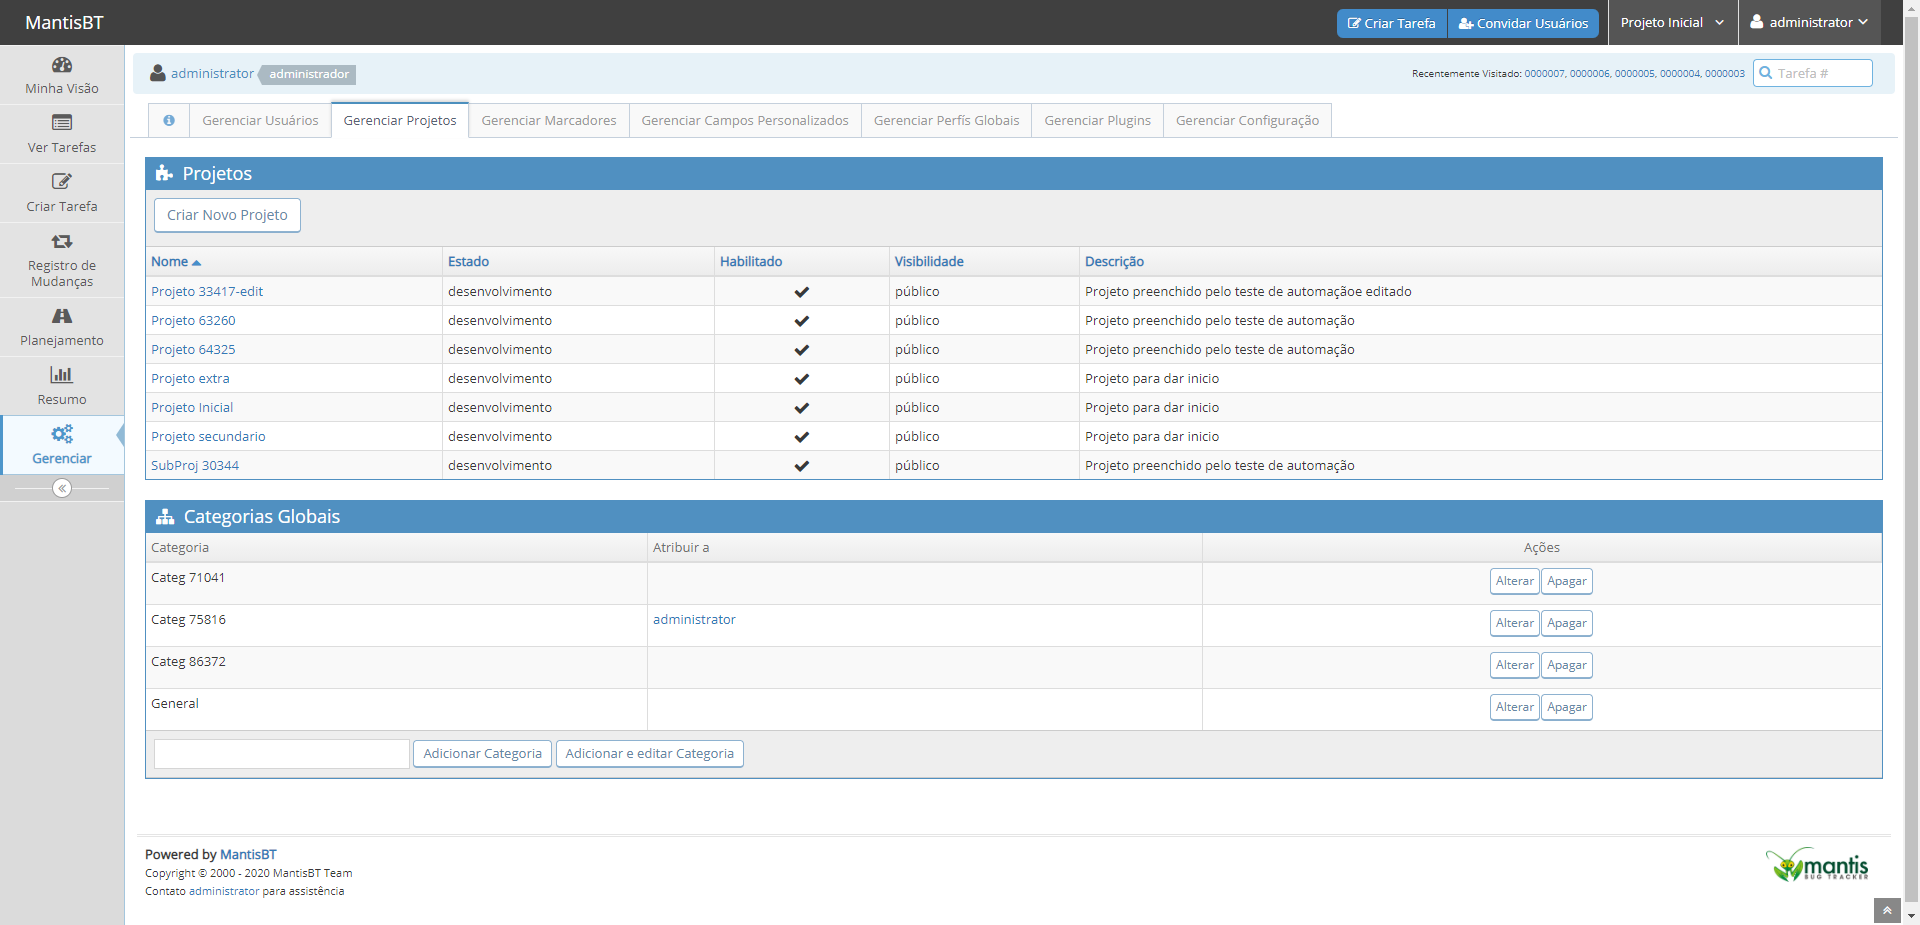 MantisBT
Criar Tarefa
Convidar Usuários
Projeto Inicial
administrator
Minha Visão
Ver Tarefas
Criar Tarefa
Registro de
Mudanças
Planejamento
Resumo
Gerenciar
administrator administrador
Recentemente Visitado: 0000007, 0000006, 0000005, 0000004, 0000003
Tarefa #
Gerenciar Usuários
Gerenciar Projetos
Gerenciar Marcadores
Gerenciar Campos Personalizados
Gerenciar Perfís Globais
Gerenciar Plugins
Gerenciar Configuração
Projetos
Criar Novo Projeto
Nome Estado Habilitado Visibilidade Descrição
Projeto 33417-edit desenvolvimento público Projeto preenchido pelo teste de automaçãoe editado
Projeto 63260 desenvolvimento público Projeto preenchido pelo teste de automação
Projeto 64325 desenvolvimento público Projeto preenchido pelo teste de automação
Projeto extra desenvolvimento público Projeto para dar inicio
Projeto Inicial desenvolvimento público Projeto para dar inicio
Projeto secundario desenvolvimento público Projeto para dar inicio
SubProj 30344 desenvolvimento público Projeto preenchido pelo teste de automação
Categorias Globais
Categoria Atribuir a Ações
Categ 71041 Alterar Apagar
Categ 75816 administrator Alterar Apagar
Categ 86372 Alterar Apagar
General Alterar Apagar
Adicionar Categoria Adicionar e editar Categoria
Powered by MantisBT
Copyright © 2000 - 2020 MantisBT Team
Contato administrator para assistência
mantis
BUG TRACKER